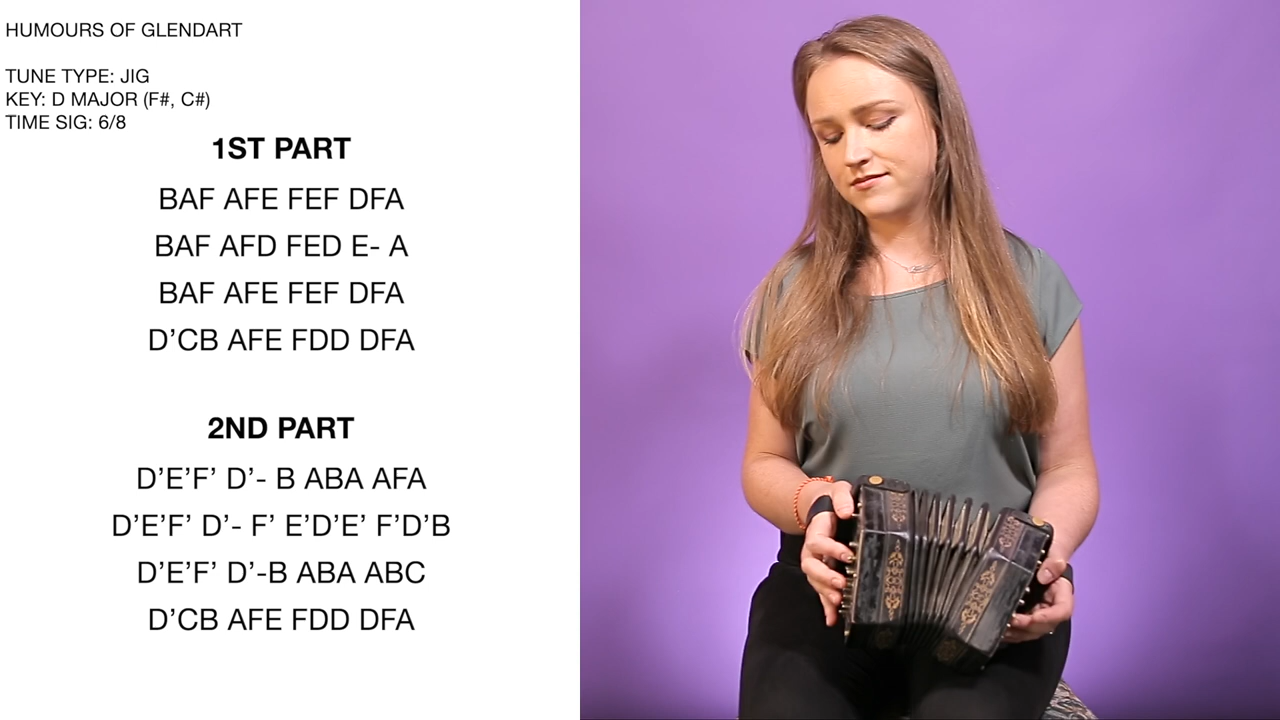 HUMOURS OF GLENDART
TUNE TYPE: JIG
KEY: D MAJOR (F#, C#)
TIME SIG: 6/8
1ST PART
BAF AFE FEF DFA
BAF AFD FED E- A
BAF AFE FEF DFA
D’CB AFE FDD DFA
2ND PART
D’E’F’ D’- B ABA AFA
D’E’F’ D’- F’ E’D’E’ F’D’B
D’E’F’ D’-B ABA ABC
D’CB AFE FDD DFA